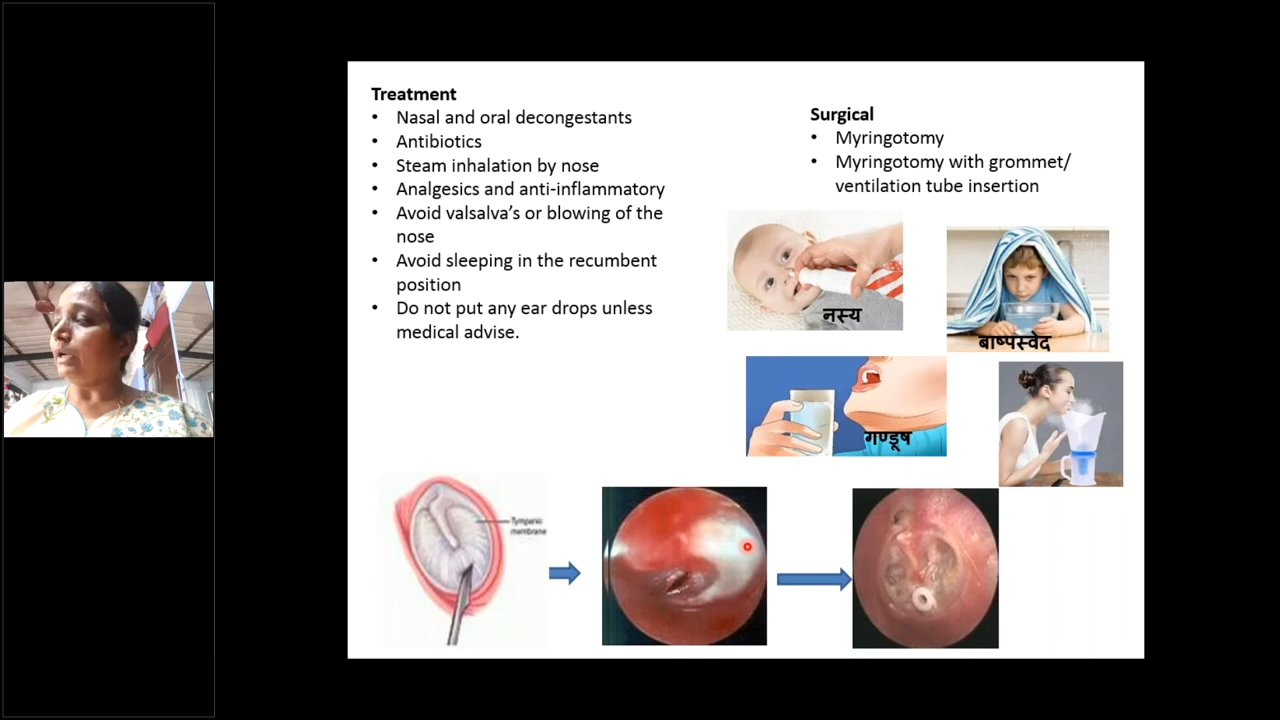 Treatment
• Nasal and oral decongestants
• Antibiotics
• Steam inhalation by nose
• Analgesics and anti-inflammatory
• Avoid valsalva’s or blowing of the
nose
• Avoid sleeping in the recumbent
position
• Do not put any ear drops unless
medical advise.
Surgical
• Myringotomy
• Myringotomy with grommet/
ventilation tube insertion
नस्य
बाष्पस्वेद
गण्डूष
Tympanic
membrane